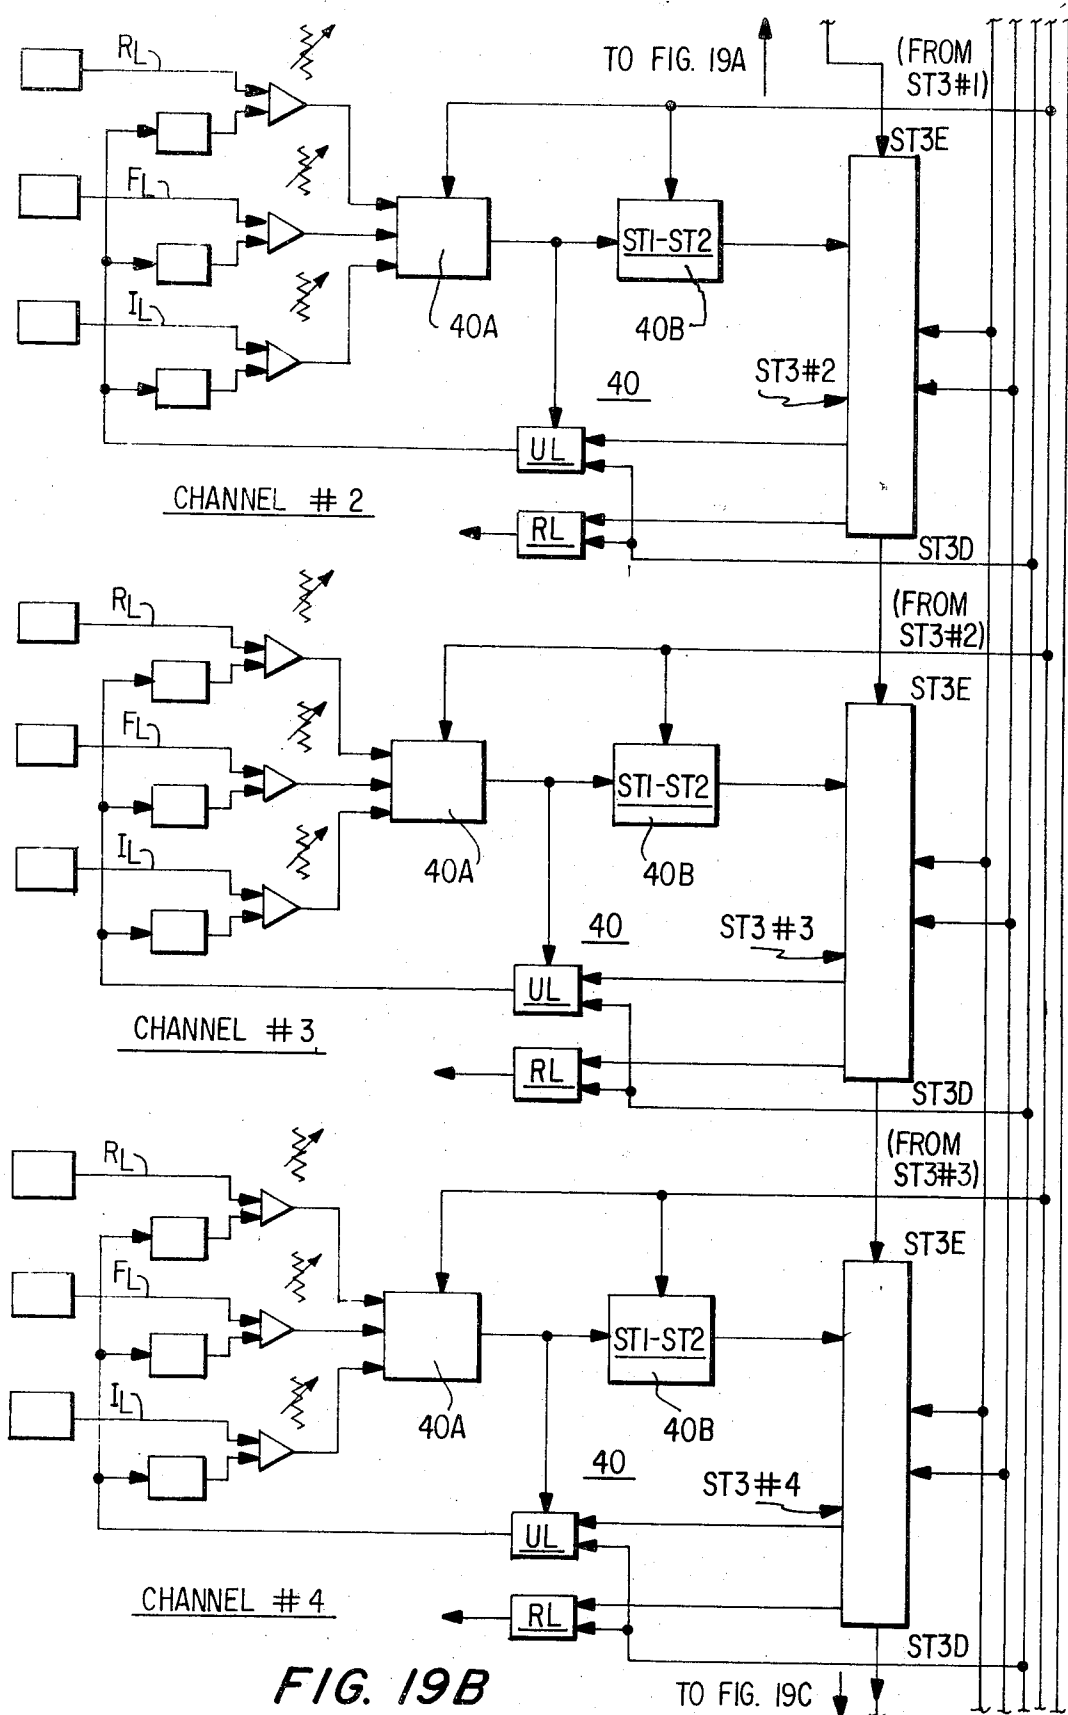 RL
TO FIG. 19A
(FROM
ST3#1)
ST3E
FL
ST1-ST2
40A
40B
IL
ST3#2
40
UL
CHANNEL #2
RL
ST3D
RL
(FROM
ST3#2)
ST3E
FL
ST1-ST2
40A
40B
IL
ST3#3
40
UL
CHANNEL #3
RL
ST3D
RL
(FROM
ST3#3)
ST3E
FL
ST1-ST2
40A
40B
IL
ST3#4
40
UL
CHANNEL #4
RL
ST3D
FIG. 19B
TO FIG. 19C